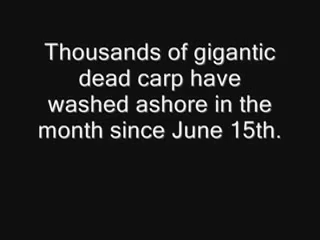 Thousands of gigantic
dead carp have
washed ashore in the
month since June 15th.